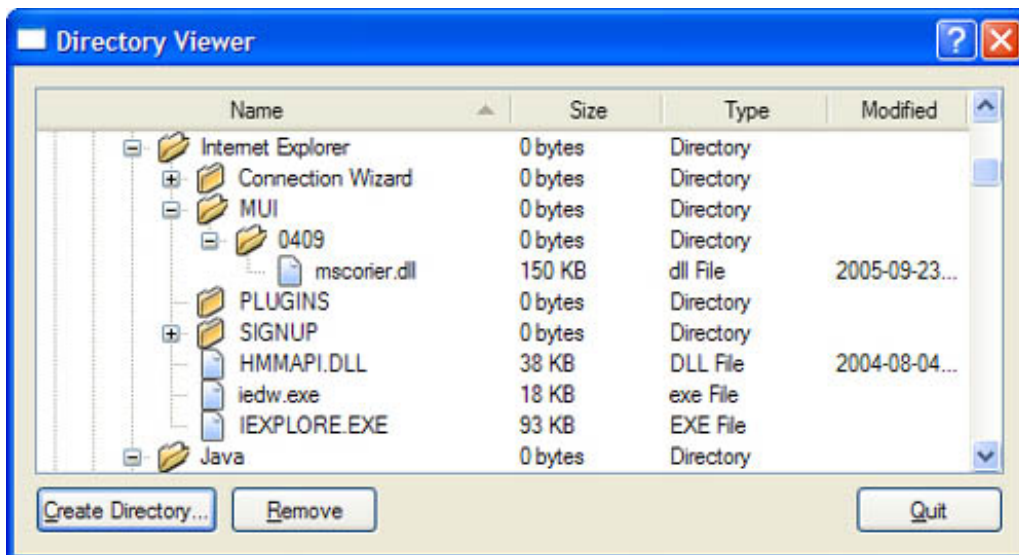 Directory Viewer
Name Size Type Modified
Internet Explorer 0 bytes Directory
Connection Wizard 0 bytes Directory
MUI 0 bytes Directory
0409 0 bytes Directory
mscorier.dll 150 KB dll File 2005-09-23...
PLUGINS 0 bytes Directory
SIGNUP 0 bytes Directory
HMMAPI.DLL 38 KB DLL File 2004-08-04...
iedw.exe 18 KB exe File
IEXPLORE.EXE 93 KB EXE File
Java 0 bytes Directory
Create Directory... Remove Quit